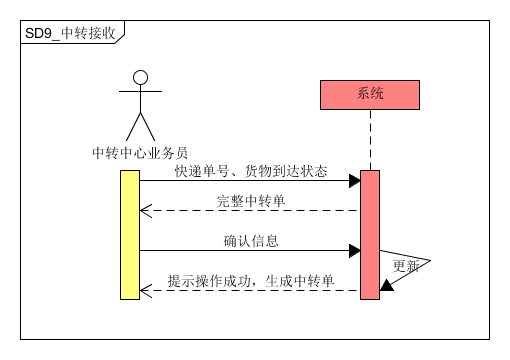 SD9_中转接收
系统
中转中心业务员
快递单号、货物到达状态
完整中转单
确认信息
更新
提示操作成功，生成中转单